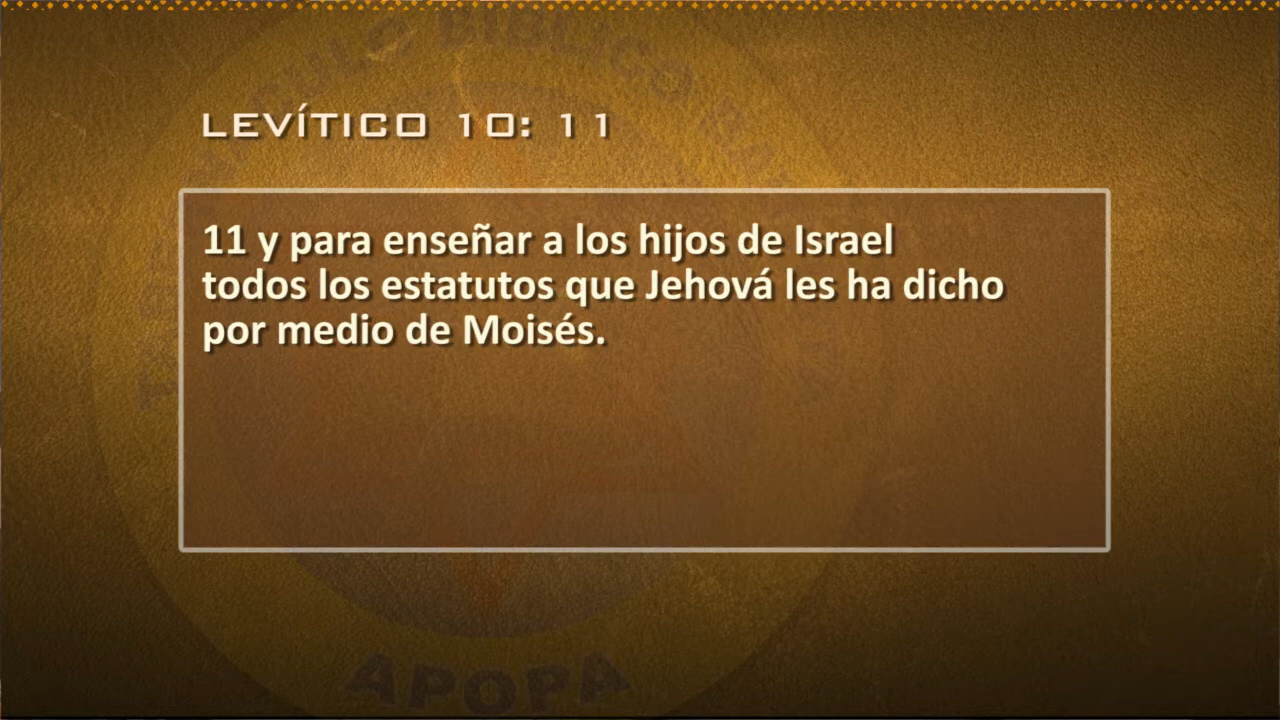 LEVÍTICO 10: 11
11 y para enseñar a los hijos de Israel
todos los estatutos que Jehová les ha dicho
por medio de Moisés.
BÍBLICO
APOPA